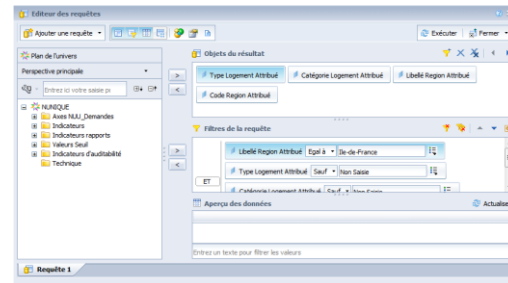 Editeur des requêtes
Ajouter une requête
Exécuter
Fermer
Plan de l'univers
Perspective principale
Entrez ici votre saisie po
NUNIQUE
Axes NUU_Demandes
Indicateurs
Indicateurs rapports
Valeurs Seuil
Indicateurs d'auditabilité
Technique
Objets du résultat
Type Logement Attribué
Catégorie Logement Attribué
Libellé Region Attribué
Code Region Attribué
Filtres de la requête
Libellé Region Attribué Egal à Ile-de-France
Type Logement Attribué Sauf Non Saisie
ET
Catégorie Logement Attribué Sauf Non Saisie
Aperçu des données
Actualise
Entrez un texte pour filtrer les valeurs
Requête 1